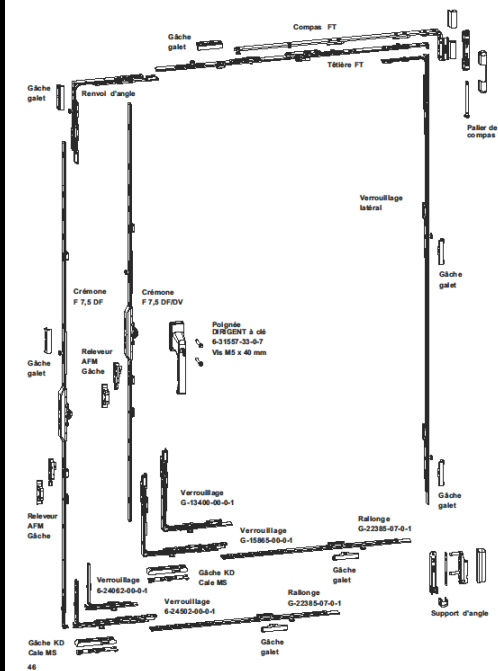 Compas FT
Gâche
galet
Têtière FT
Gâche
galet
Renvoi d'angle
Palier de
compas
Verrouillage
latéral
Gâche
galet
Crémone
F 7,5 DF
Crémone
F 7,5 DF/DV
Poignée
DIRIGENT à clé
6-31557-33-0-7
Vis M5 x 40 mm
Releveur
AFM
Gâche
Gâche
galet
Gâche
galet
Releveur
AFM
Gâche
Verrouillage
G-13400-00-0-1
Verrouillage
G-15865-00-0-1
Rallonge
G-22385-07-0-1
Gâche KD
Cale MS
Gâche
galet
Verrouillage
6-24062-00-0-1
Verrouillage
6-24502-00-0-1
Rallonge
G-22385-07-0-1
Support d'angle
Gâche KD
Cale MS
Gâche
galet
46